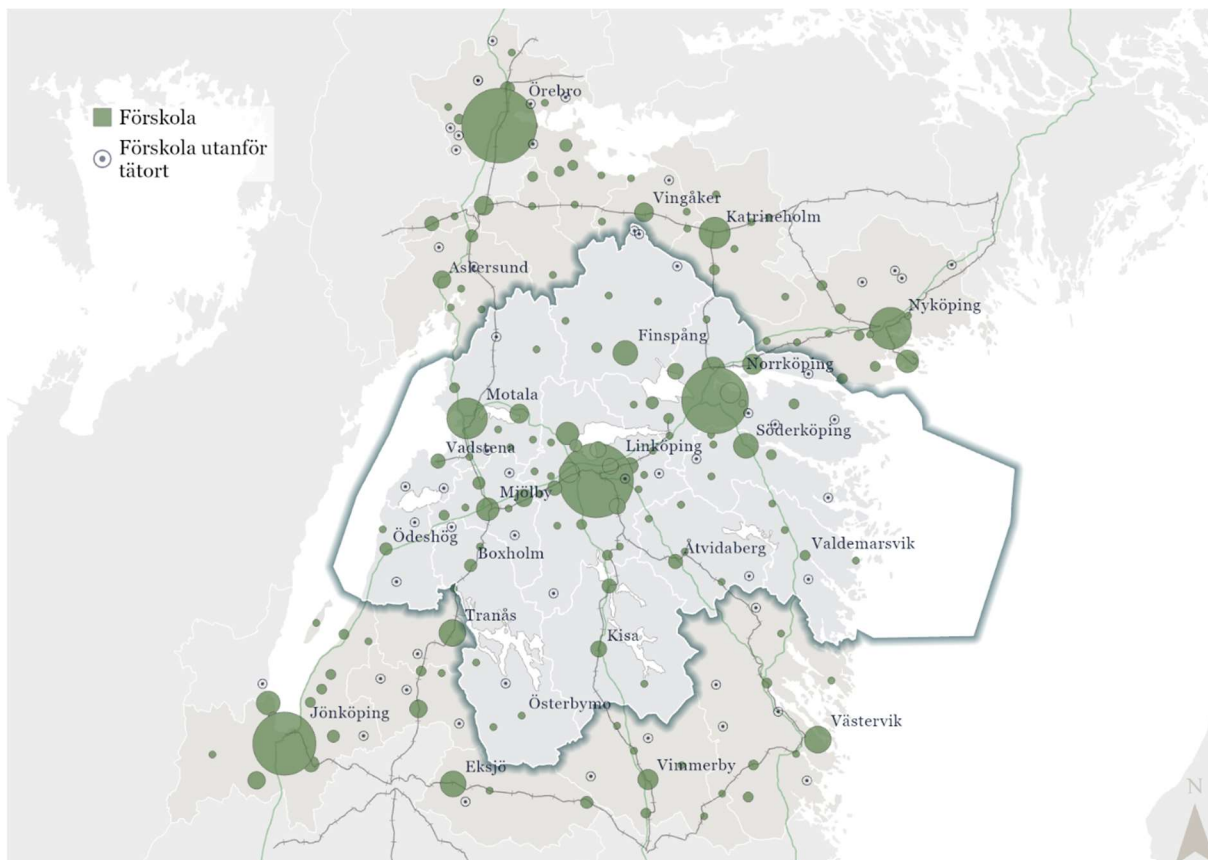 Örebro
Förskola
Förskola utanför
tätort
Vingåker
Katrineholm
Askersund
Nyköping
Finspång
Norrköping
Motala
Söderköping
Vadstena
Linköping
Mjölby
Ödeshög
Valdemarsvik
Boxholm
Åtvidaberg
Tranås
Kisa
Österbymo
Jönköping
Västervik
Eksjö
Vimmerby
N